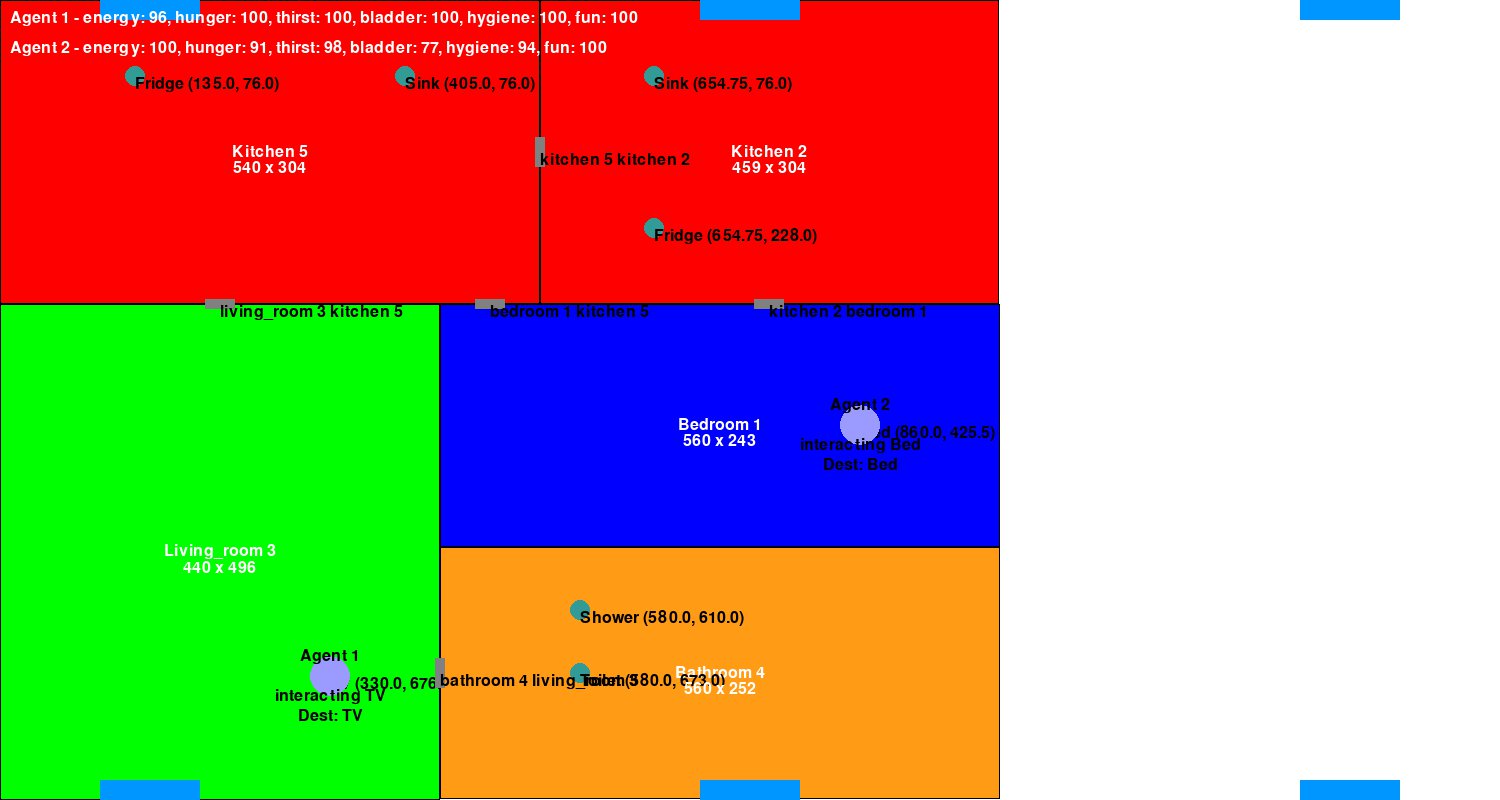 Agent 1 - energy: 96, hunger: 100, thirst: 100, bladder: 100, hygiene: 100, fun: 100
Agent 2 - energy: 100, hunger: 91, thirst: 98, bladder: 77, hygiene: 94, fun: 100
Fridge (135.0, 76.0)
Sink (405.0, 76.0)
Sink (654.75, 76.0)
Kitchen 5
540 x 304
kitchen 5 kitchen 2
Kitchen 2
459 x 304
Fridge (654.75, 228.0)
living_room 3 kitchen 5
bedroom 1 kitchen 5
kitchen 2 bedroom 1
Agent 2
(860.0, 425.5)
interacting Bed
Dest: Bed
Bedroom 1
560 x 243
Living_room 3
440 x 496
Shower (580.0, 610.0)
Agent 1
(330.0, 676
interacting TV
Dest: TV
bathroom 4 living_room 3
Toilet (580.0, 673.0)
Bathroom 4
560 x 252